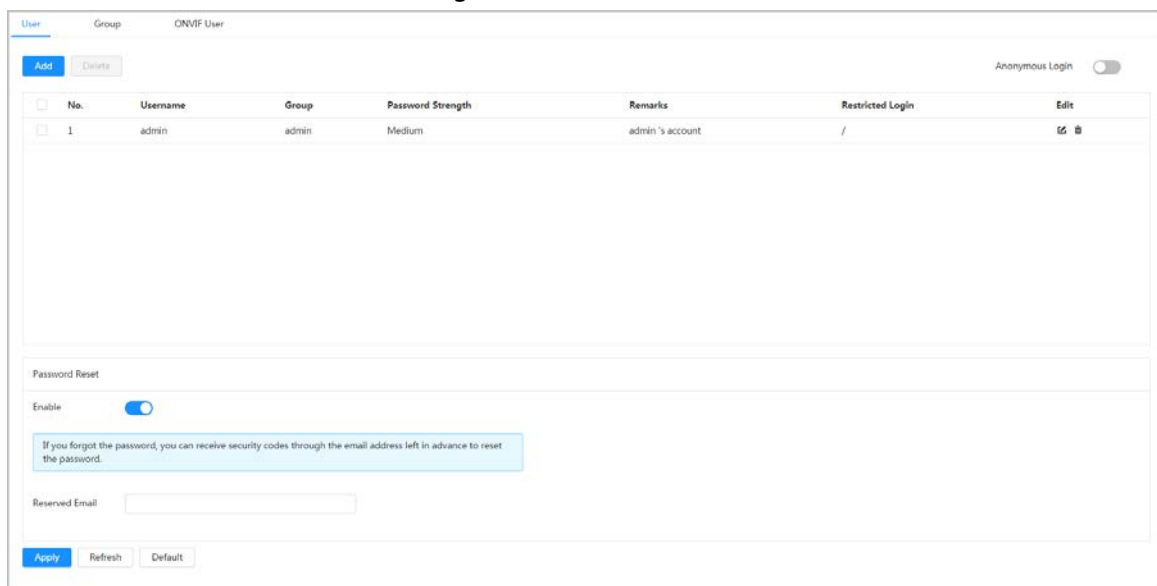 User Group ONVIF User
Add Delete Anonymous Login
No. Username Group Password Strength Remarks Restricted Login Edit
1 admin admin Medium admin 's account /
Password Reset
Enable
If you forgot the password, you can receive security codes through the email address left in advance to reset
the password.
Reserved Email
Apply Refresh Default